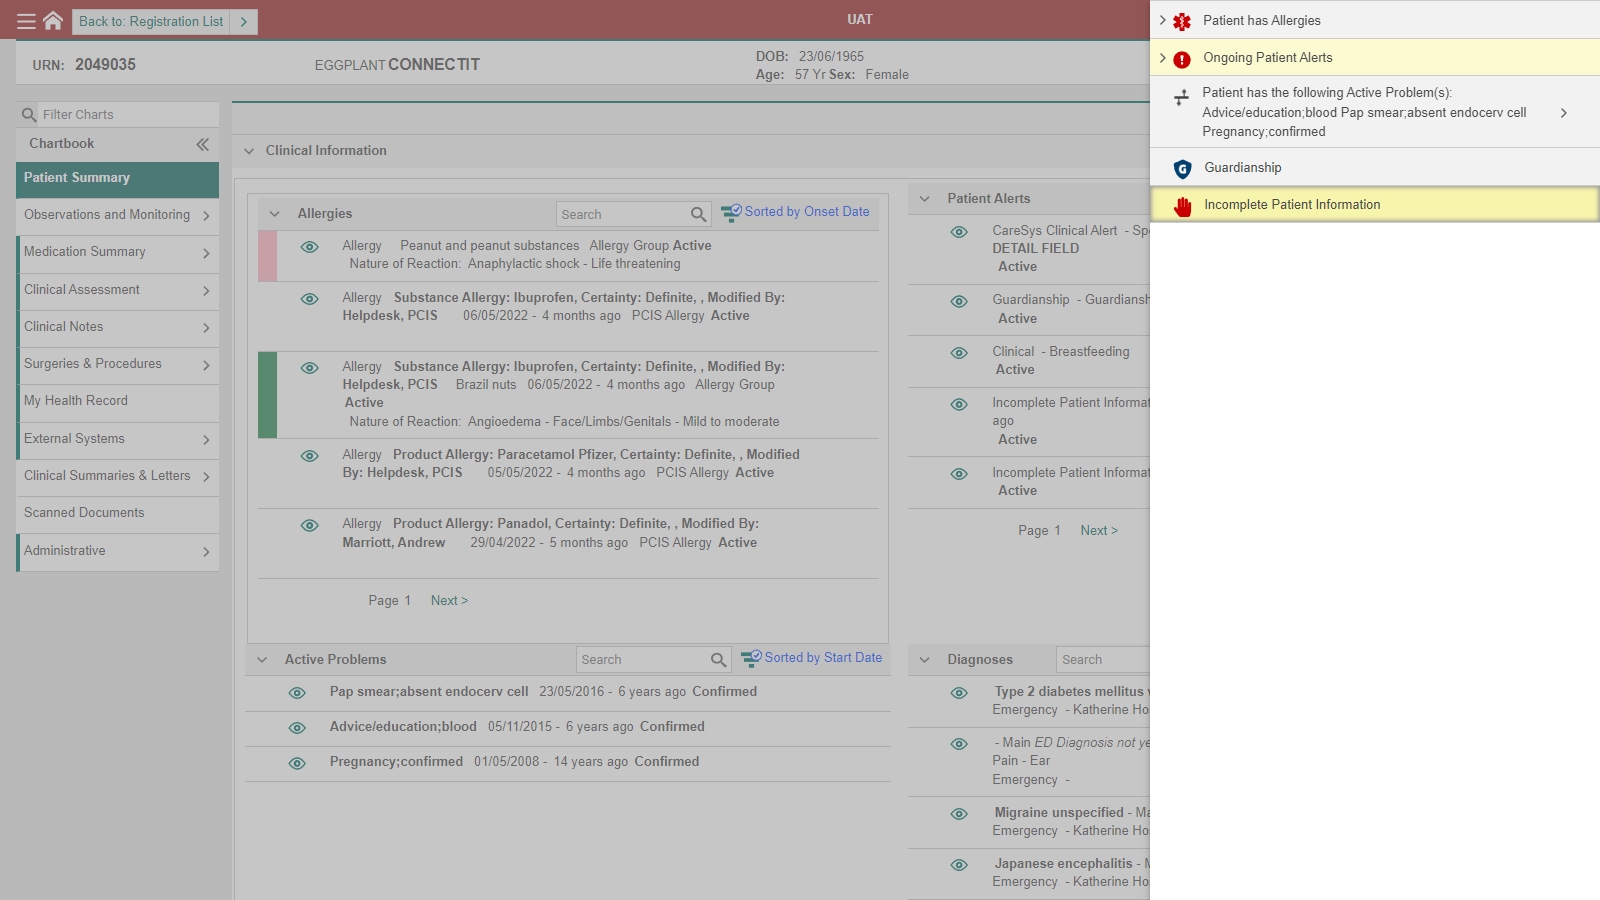 Back to: Registration List
UAT
URN: 2049035
EGGPLANT CONNECTIT
DOB: 23/06/1965
Age: 57 Yr Sex: Female
Filter Charts
Chartbook
Patient Summary
Observations and Monitoring
Medication Summary
Clinical Assessment
Clinical Notes
Surgeries & Procedures
My Health Record
External Systems
Clinical Summaries & Letters
Scanned Documents
Administrative
Clinical Information
Allergies
Search
Sorted by Onset Date
Allergy Peanut and peanut substances Allergy Group Active
Nature of Reaction: Anaphylactic shock - Life threatening
Allergy Substance Allergy: Ibuprofen, Certainty: Definite, , Modified By:
Helpdesk, PCIS 06/05/2022 - 4 months ago PCIS Allergy Active
Allergy Substance Allergy: Ibuprofen, Certainty: Definite, , Modified By:
Helpdesk, PCIS Brazil nuts 06/05/2022 - 4 months ago Allergy Group
Active
Nature of Reaction: Angioedema - Face/Limbs/Genitals - Mild to moderate
Allergy Product Allergy: Paracetamol Pfizer, Certainty: Definite, , Modified
By: Helpdesk, PCIS 05/05/2022 - 4 months ago PCIS Allergy Active
Allergy Product Allergy: Panadol, Certainty: Definite, , Modified By:
Marriott, Andrew 29/04/2022 - 5 months ago PCIS Allergy Active
Page 1 Next >
Active Problems
Search
Sorted by Start Date
Pap smear;absent endocerv cell 23/05/2016 - 6 years ago Confirmed
Advice/education;blood 05/11/2015 - 6 years ago Confirmed
Pregnancy;confirmed 01/05/2008 - 14 years ago Confirmed
Patient Alerts
CareSys Clinical Alert - Spe
DETAIL FIELD
Active
Guardianship - Guardiansh
Active
Clinical - Breastfeeding
Active
Incomplete Patient Informat
ago
Active
Incomplete Patient Informat
Active
Page 1 Next >
Diagnoses
Search
Type 2 diabetes mellitus
Emergency - Katherine Ho
- Main ED Diagnosis not ye
Pain - Ear
Emergency -
Migraine unspecified - Ma
Emergency - Katherine Ho
Japanese encephalitis - M
Emergency - Katherine Ho
Patient has Allergies
Ongoing Patient Alerts
Patient has the following Active Problem(s):
Advice/education;blood Pap smear;absent endocerv cell
Pregnancy;confirmed
G
Guardianship
Incomplete Patient Information